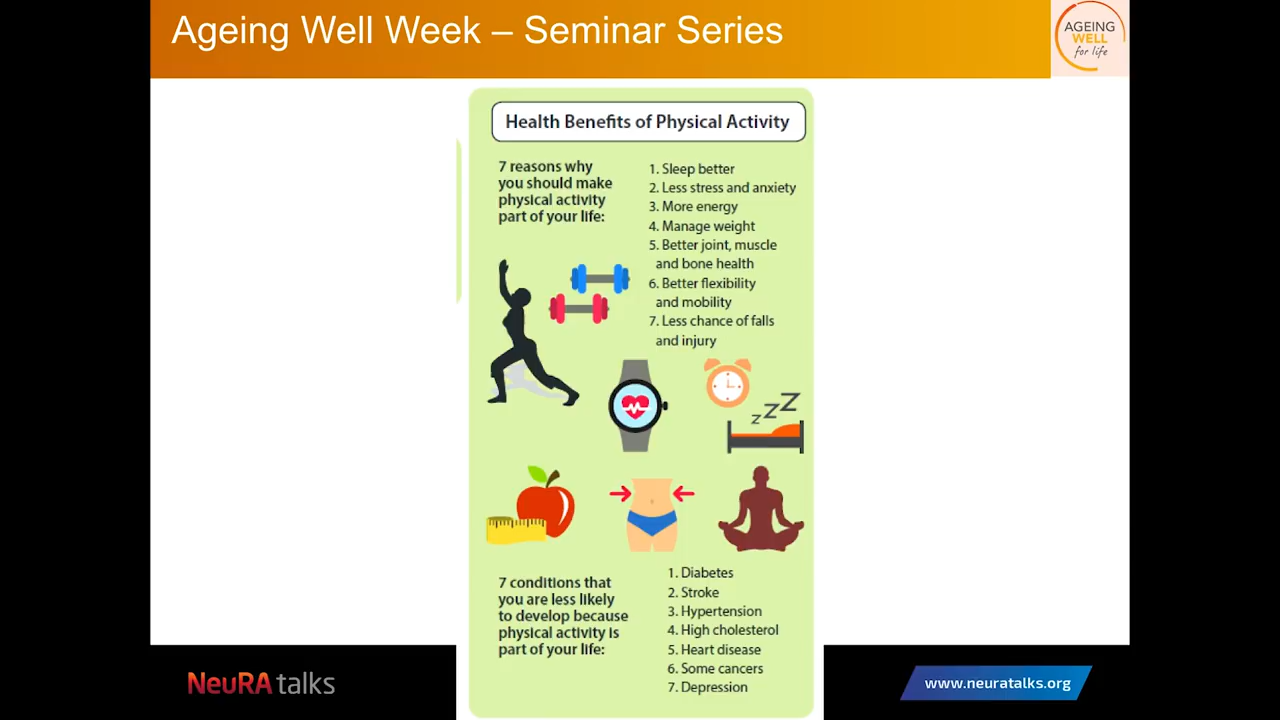 Ageing Well Week – Seminar Series
AGEING
WELL
for life
Health Benefits of Physical Activity
7 reasons why
you should make
physical activity
part of your life:
1. Sleep better
2. Less stress and anxiety
3. More energy
4. Manage weight
5. Better joint, muscle
and bone health
6. Better flexibility
and mobility
7. Less chance of falls
and injury
z z Z
7 conditions that
you are less likely
to develop because
physical activity is
part of your life:
1. Diabetes
2. Stroke
3. Hypertension
4. High cholesterol
5. Heart disease
6. Some cancers
7. Depression
NeuRA talks
www.neuratalks.org